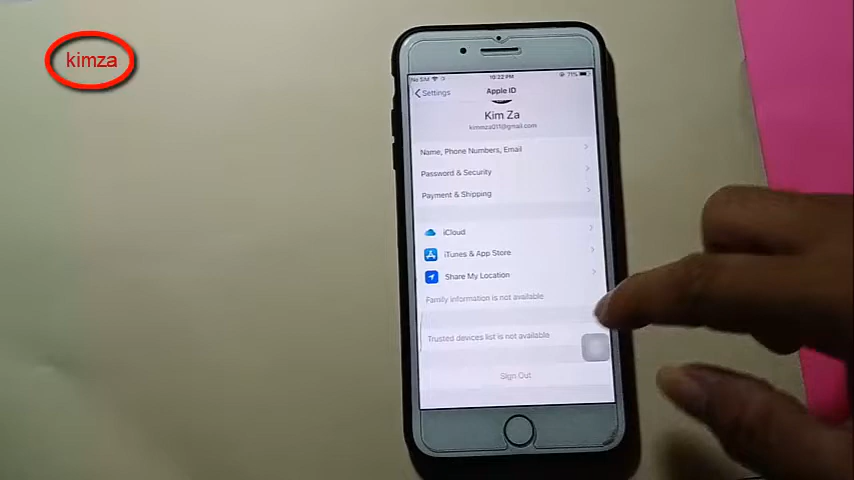 kimza
No SIM
10:22 PM
71%
Settings
Apple ID
Kim Za
kimmza011@gmail.com
Name, Phone Numbers, Email
Password & Security
Payment & Shipping
iCloud
iTunes & App Store
Share My Location
Family information is not available
Trusted devices list is not available
Sign Out